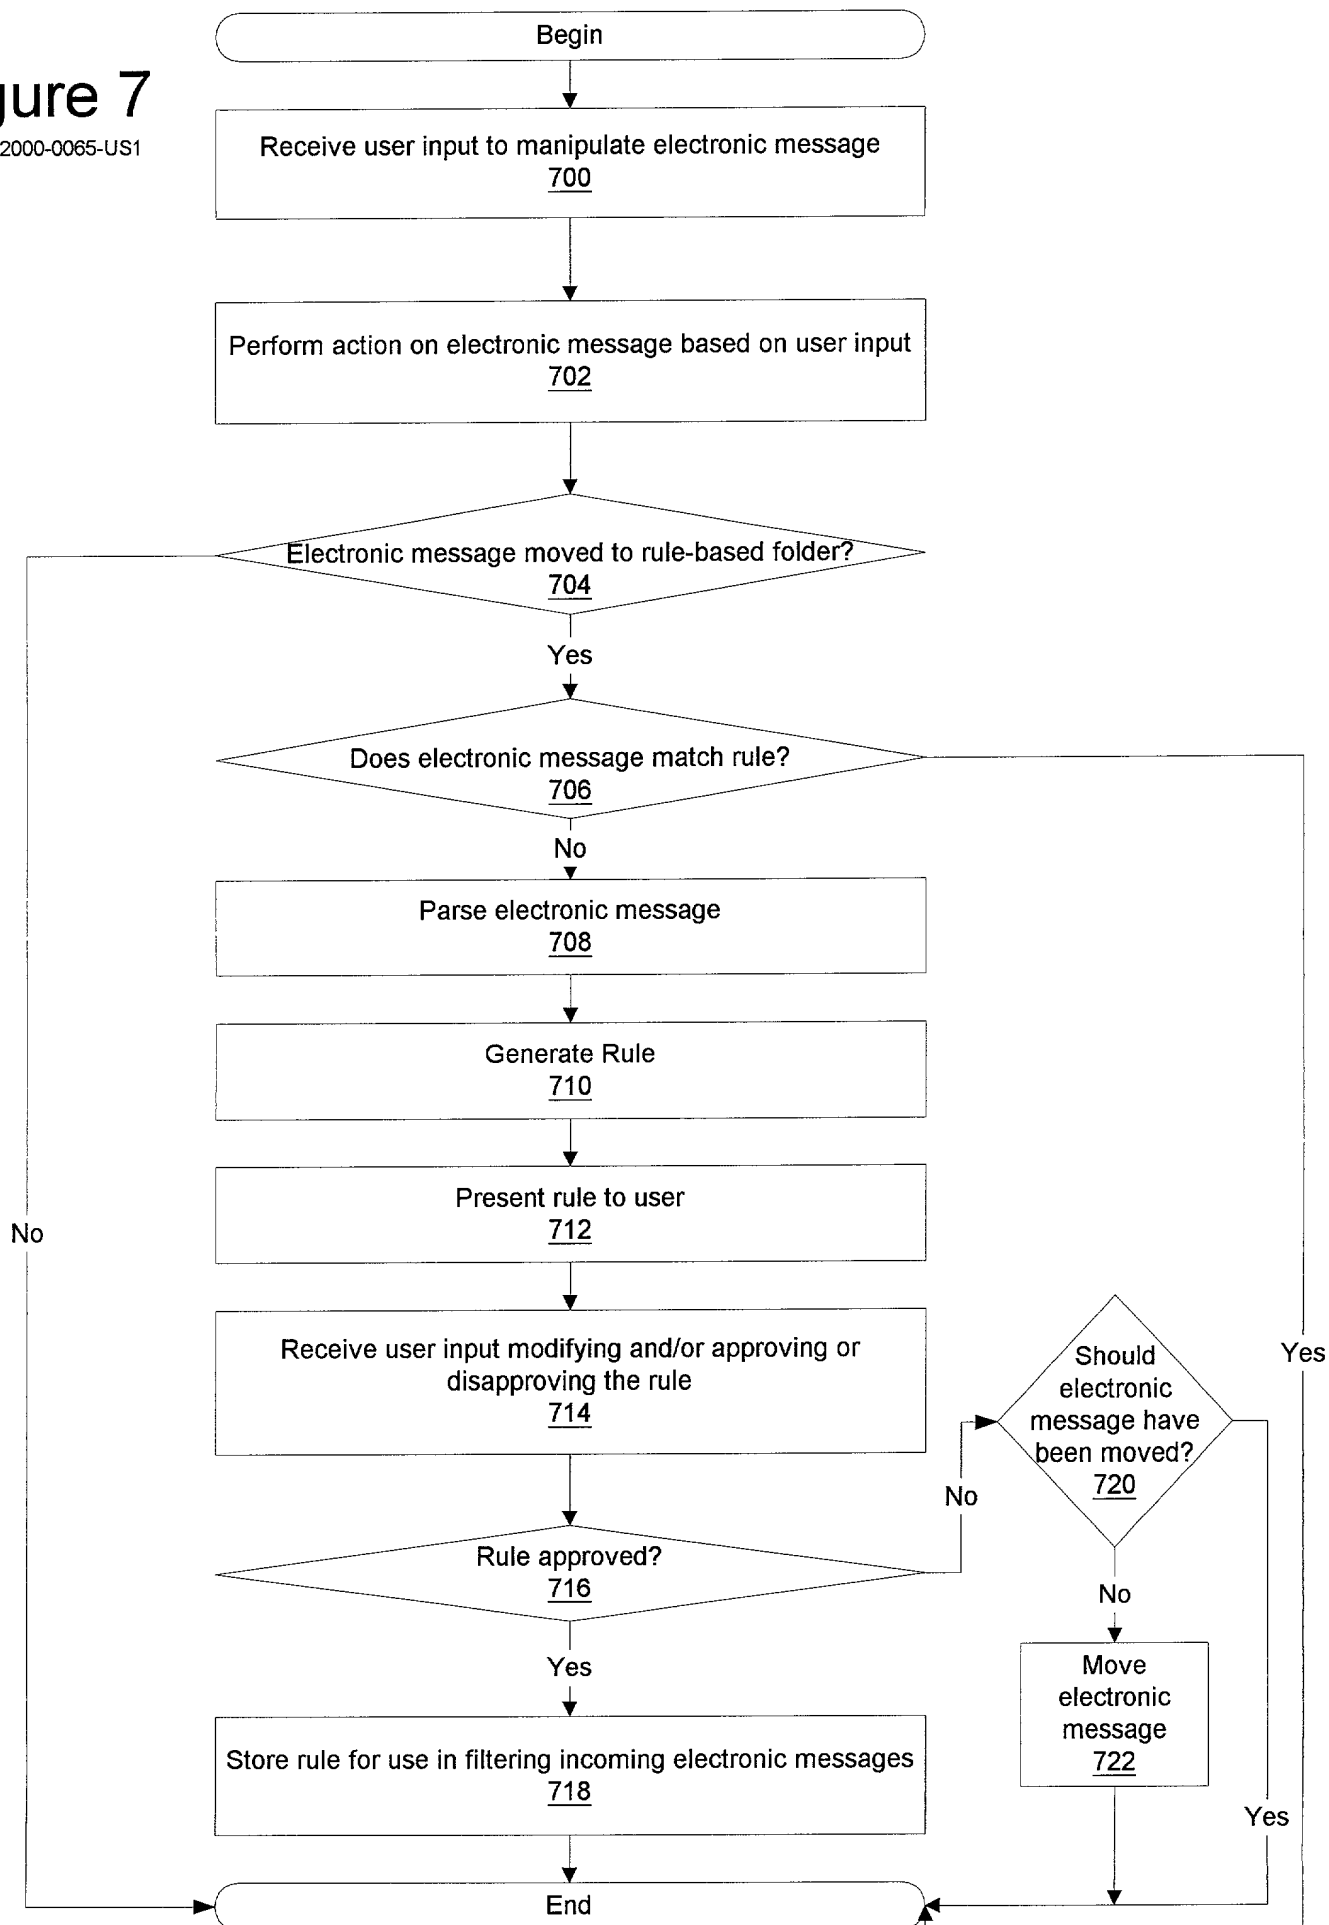 Begin
gure 7
2000-0065-US1
Receive user input to manipulate electronic message
700
Perform action on electronic message based on user input
702
Electronic message moved to rule-based folder?
704
Yes
Does electronic message match rule?
706
No
Parse electronic message
708
Generate Rule
710
Present rule to user
712
No
Receive user input modifying and/or approving or
disapproving the rule
714
Should
electronic
message have
been moved?
720
Yes
No
Rule approved?
716
No
Yes
Move
electronic
message
722
Store rule for use in filtering incoming electronic messages
718
Yes
End